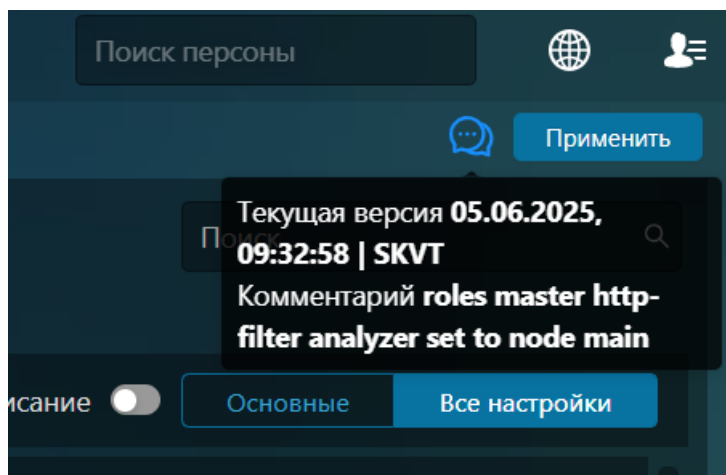 Поиск персоны
Применить
Текущая версия 05.06.2025,
Поиск
09:32:58 | SKVT
Комментарий roles master http-
filter analyzer set to node main
исание
Основные
Все настройки